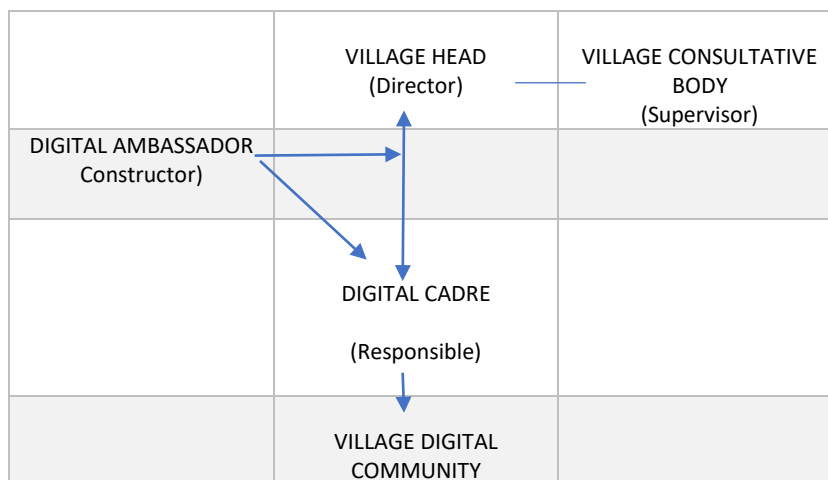 VILLAGE HEAD
(Director)
VILLAGE CONSULTATIVE
BODY
(Supervisor)
DIGITAL AMBASSADOR
Constructor)
DIGITAL CADRE
(Responsible)
VILLAGE DIGITAL
COMMUNITY